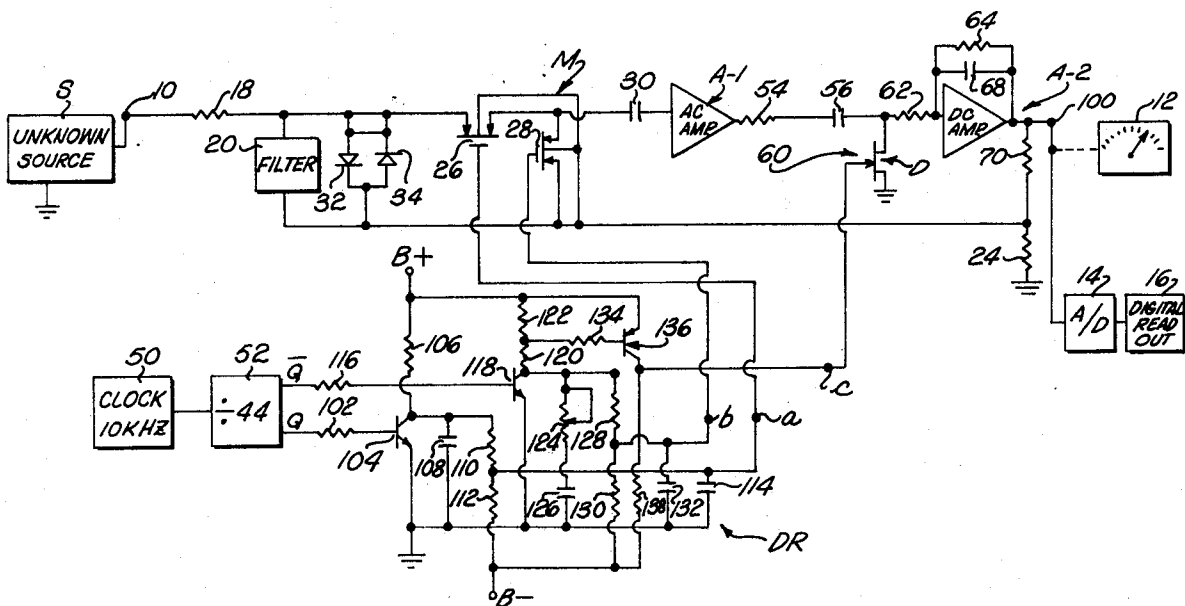 S
UNKNOWN
SOURCE
10
18
20
FILTER
32
34
M
26
28
30
A-1
AC
AMP
54
56
60
D
62
64
68
DC
AMP
A-2
100
12
70
24
14
A/D
16
DIGITAL
READ
OUT
B+
106
122
134
136
120
118
50
CLOCK
10KHZ
52
÷44
Q̅
116
Q
102
104
108
110
112
124
126
128
130
138
132
114
c
b
a
DR
B-